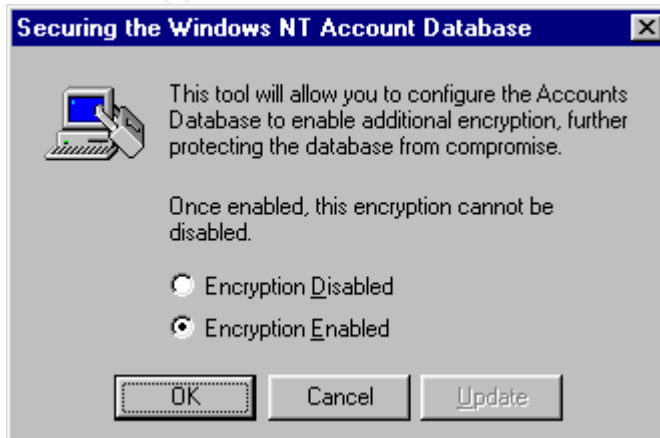 Securing the Windows NT Account Database
This tool will allow you to configure the Accounts
Database to enable additional encryption, further
protecting the database from compromise.
Once enabled, this encryption cannot be
disabled.
Encryption Disabled
Encryption Enabled
OK Cancel Update